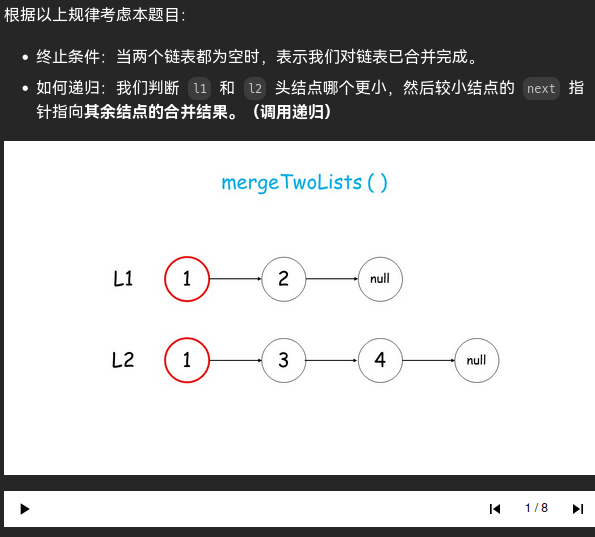 根据以上规律考虑本题目：
• 终止条件：当两个链表都为空时，表示我们对链表已合并完成。
• 如何递归：我们判断 l1 和 l2 头结点哪个更小，然后较小结点的 next 指
针指向其余结点的合并结果。（调用递归）
mergeTwoLists ( )
L1 1 2 null
L2 1 3 4 null
1 / 8